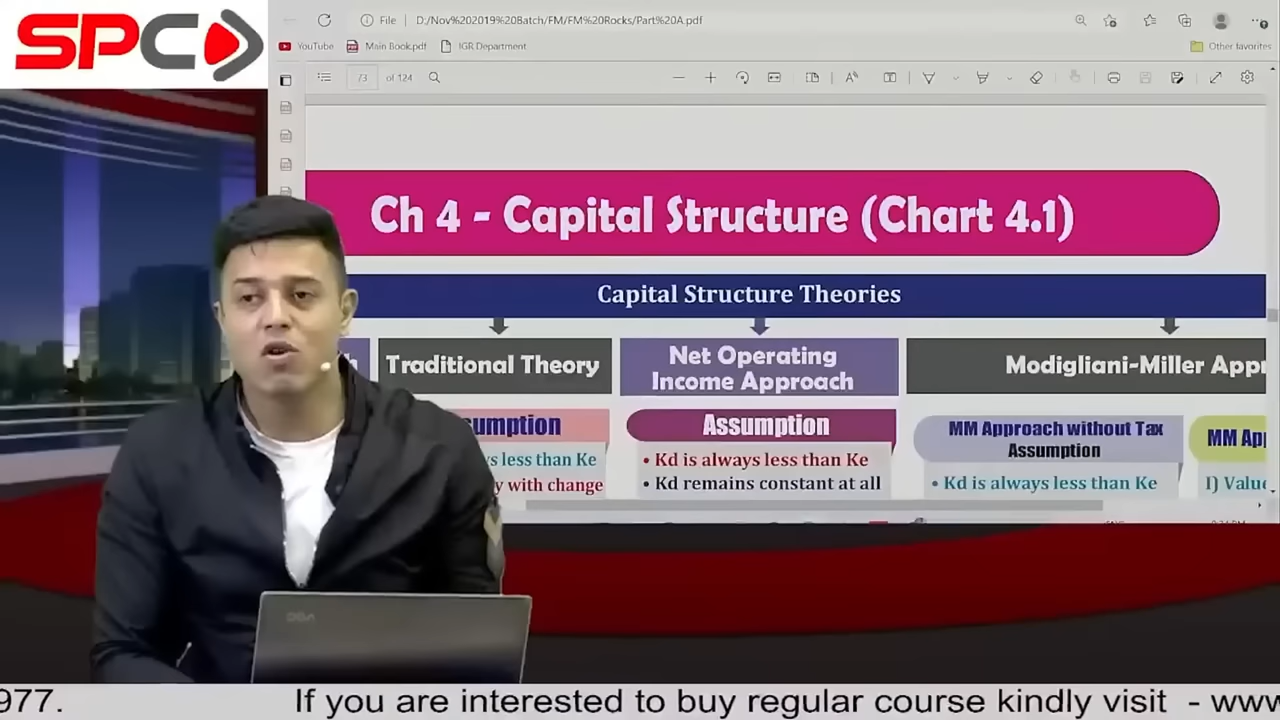 SPC
File D:/Nov%202019%20Batch/FM/FM%20Rocks/Part%20A.pdf
YouTube Main Book.pdf IGR Department Other favorites
of 124
Ch 4 - Capital Structure (Chart 4.1)
Capital Structure Theories
h
Traditional Theory
Net Operating
Income Approach
Modigliani-Miller Appr
sumption
ys less than Ke
y with change
Assumption
• Kd is always less than Ke
• Kd remains constant at all
MM Approach without Tax
Assumption
• Kd is always less than Ke
MM App
I) Value
DELL
977. If you are interested to buy regular course kindly visit - www